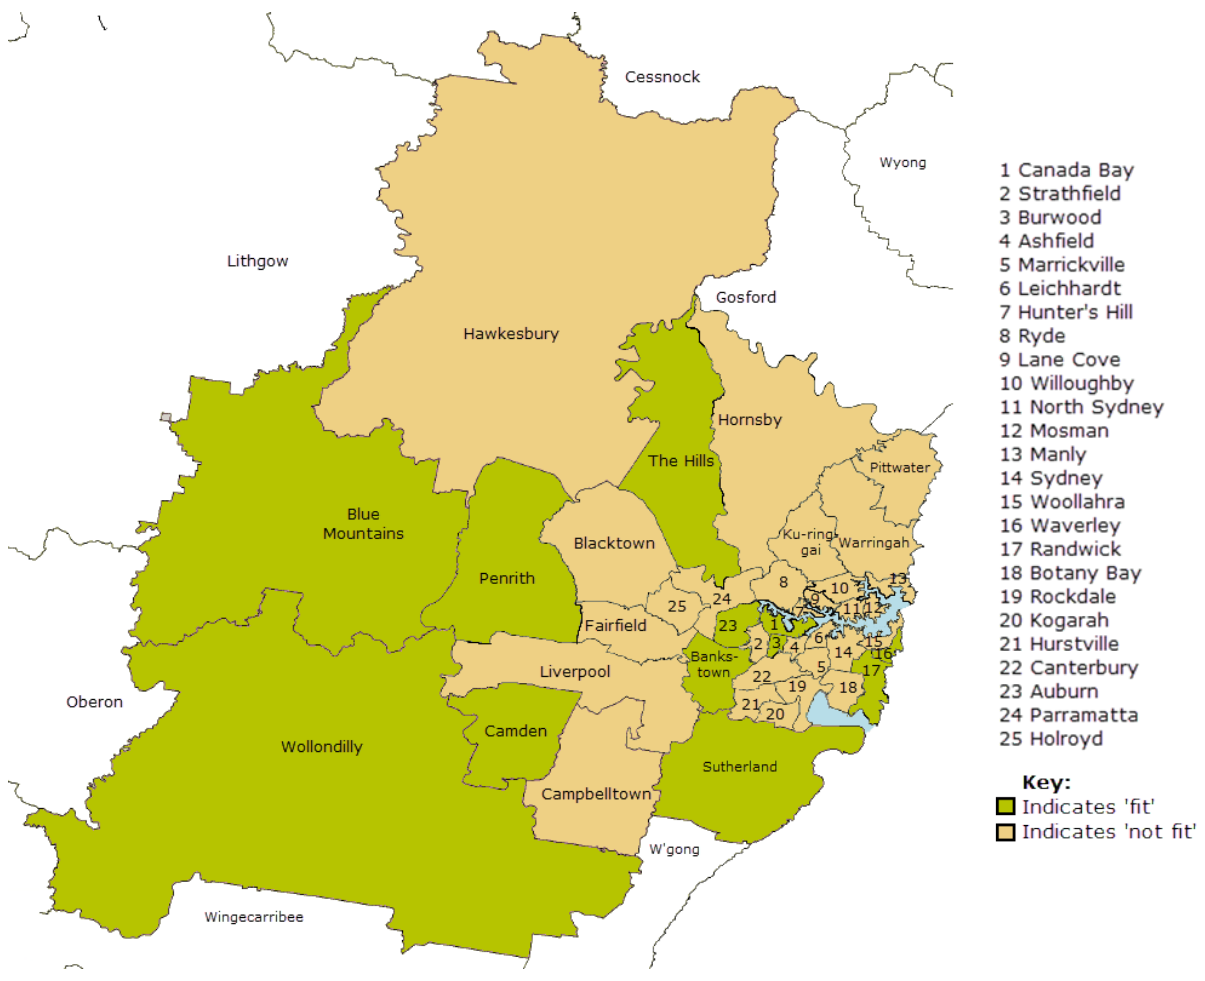 Cessnock
Wyong
Lithgow
Gosford
Hawkesbury
Hornsby
The Hills
Pittwater
Blue
Mountains
Ku-ring-
gai
Warringah
Blacktown
Penrith
8
10
13
24
25
9
11
12
7
Fairfield
23
1
6
2
3
4
15
14
16
Banks-
town
5
17
Liverpool
22
19
18
21
20
Oberon
Camden
Wollondilly
Sutherland
Campbelltown
W'gong
Wingecarribee
1 Canada Bay
2 Strathfield
3 Burwood
4 Ashfield
5 Marrickville
6 Leichhardt
7 Hunter's Hill
8 Ryde
9 Lane Cove
10 Willoughby
11 North Sydney
12 Mosman
13 Manly
14 Sydney
15 Woollahra
16 Waverley
17 Randwick
18 Botany Bay
19 Rockdale
20 Kogarah
21 Hurstville
22 Canterbury
23 Auburn
24 Parramatta
25 Holroyd
Key:
Indicates 'fit'
Indicates 'not fit'